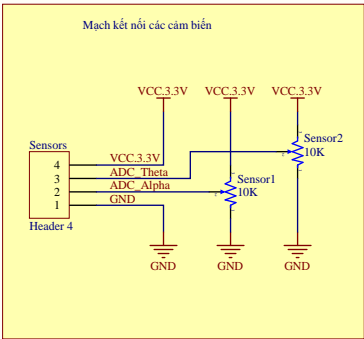 Mạch kết nối các cảm biến
VCC.3.3V VCC.3.3V VCC.3.3V
Sensors
4 VCC.3.3V
3 ADC_Theta
2 ADC_Alpha
1 GND
Header 4
Sensor2
10K
Sensor1
10K
GND GND GND